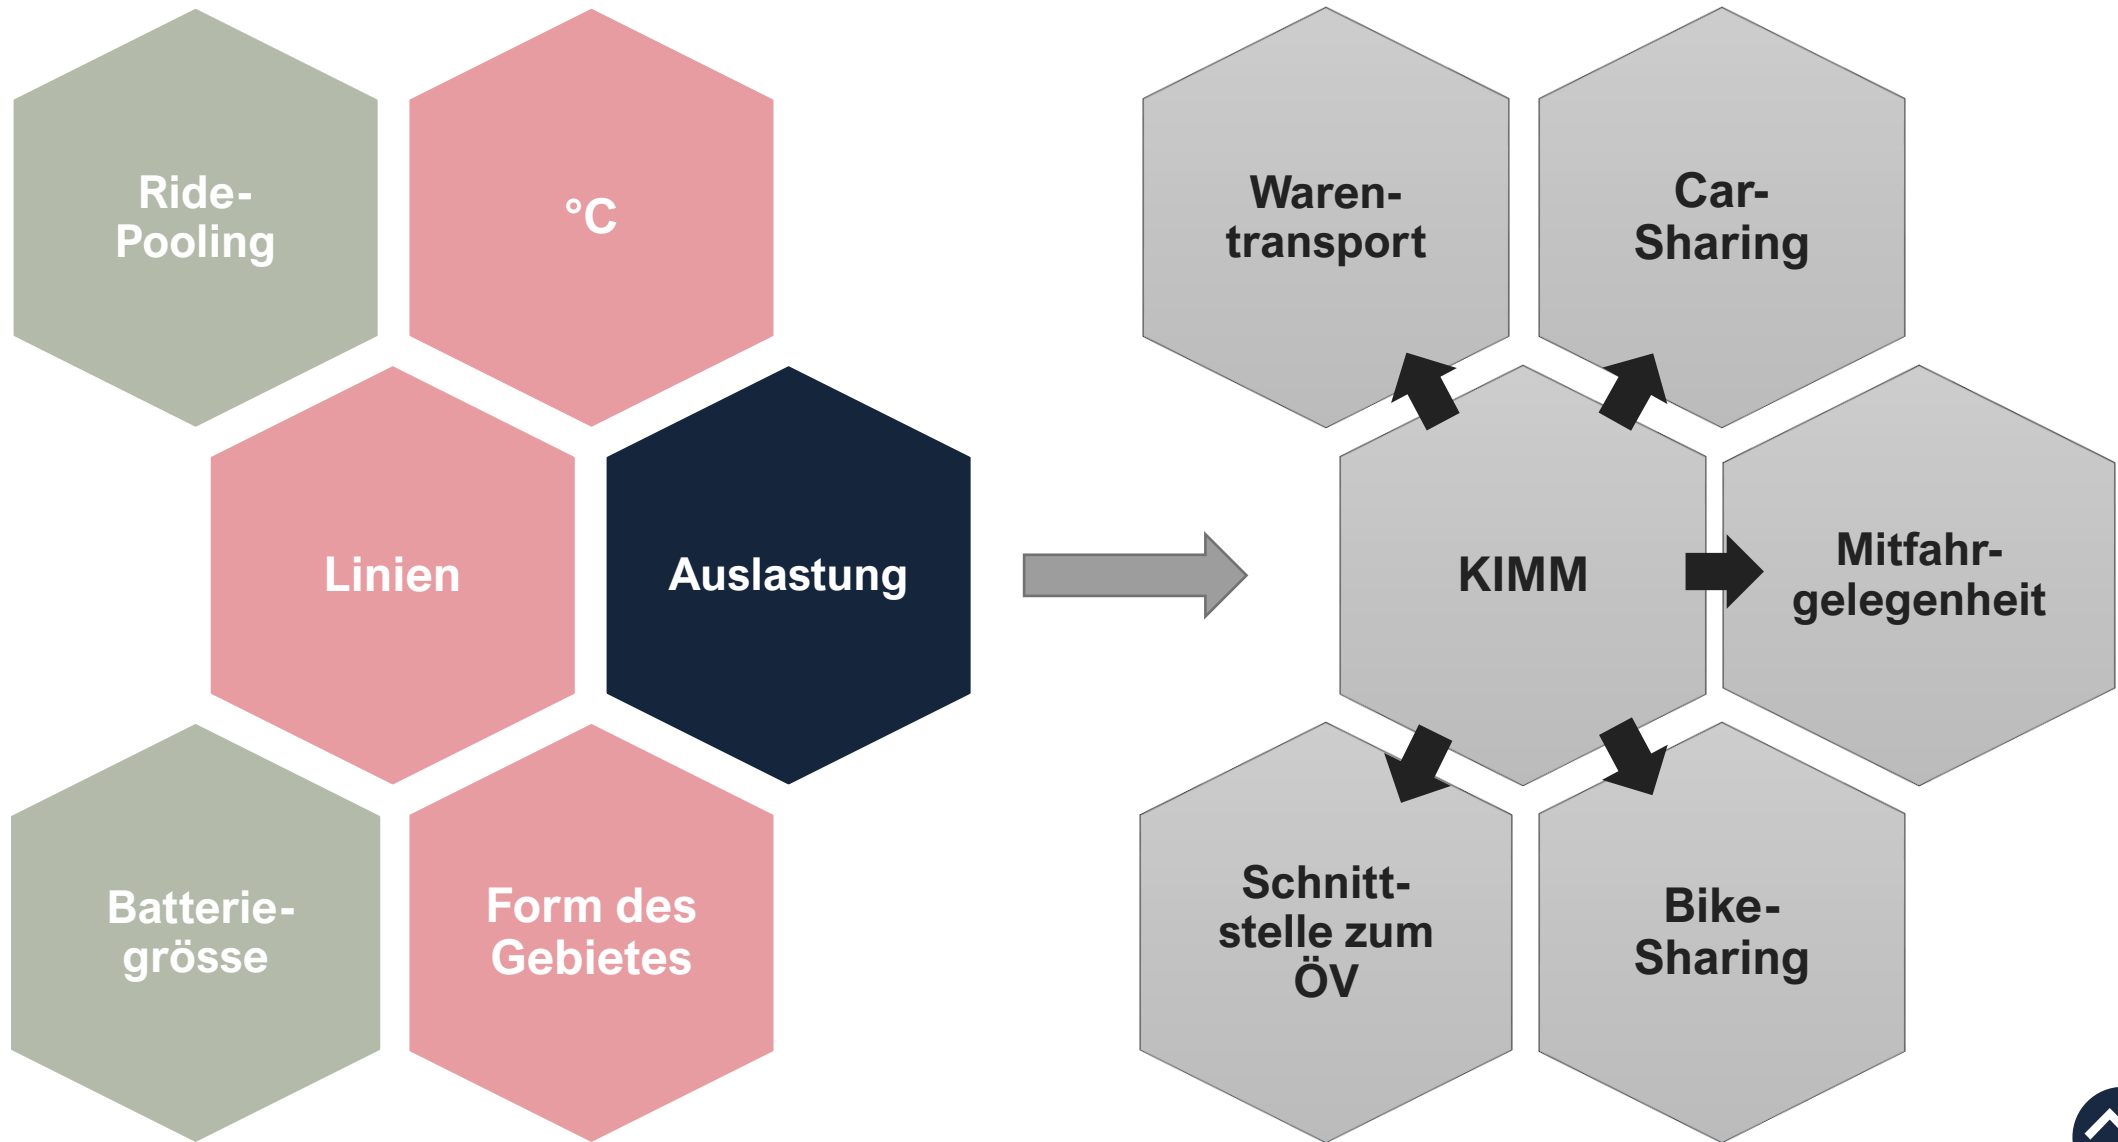 Ride-
Pooling
°C
Linien
Auslastung
Batterie-
grösse
Form des
Gebietes
Waren-
transport
Car-
Sharing
KIMM
Mitfahr-
gelegenheit
Schnitt-
stelle zum
ÖV
Bike-
Sharing